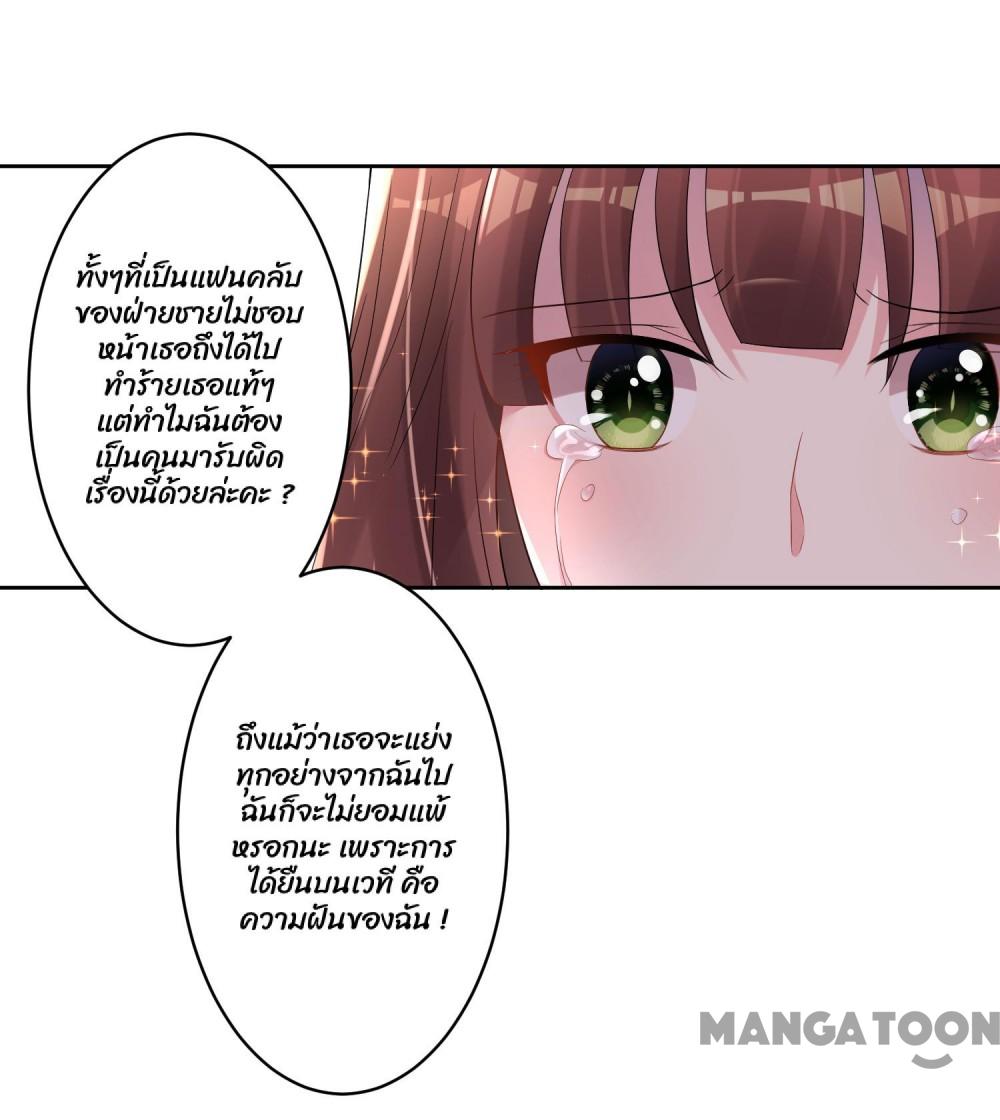 ทั้งๆที่เป็นแฟนคลับ
ของฝ่ายชายไม่ชอบ
หน้าเธอถึงได้ไป
ทำร้ายเธอแท้ๆ
แต่ทำไมฉันต้อง
เป็นคนมารับผิด
เรื่องนี้ด้วยล่ะคะ ?
ถึงแม้ว่าเธอจะแย่ง
ทุกอย่างจากฉันไป
ฉันก็จะไม่ยอมแพ้
หรอกนะ เพราะการ
ได้ยืนบนเวที คือ
ความฝันของฉัน !
MANGATOON